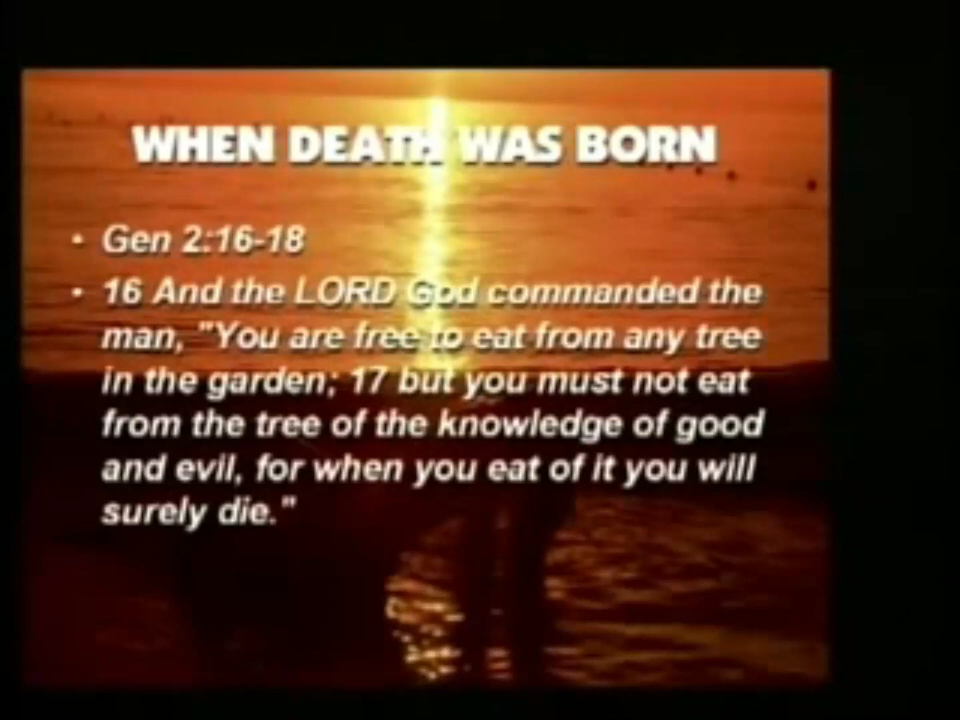 WHEN DEATH WAS BORN
• Gen 2:16-18
• 16 And the LORD God commanded the
man, "You are free to eat from any tree
in the garden; 17 but you must not eat
from the tree of the knowledge of good
and evil, for when you eat of it you will
surely die."